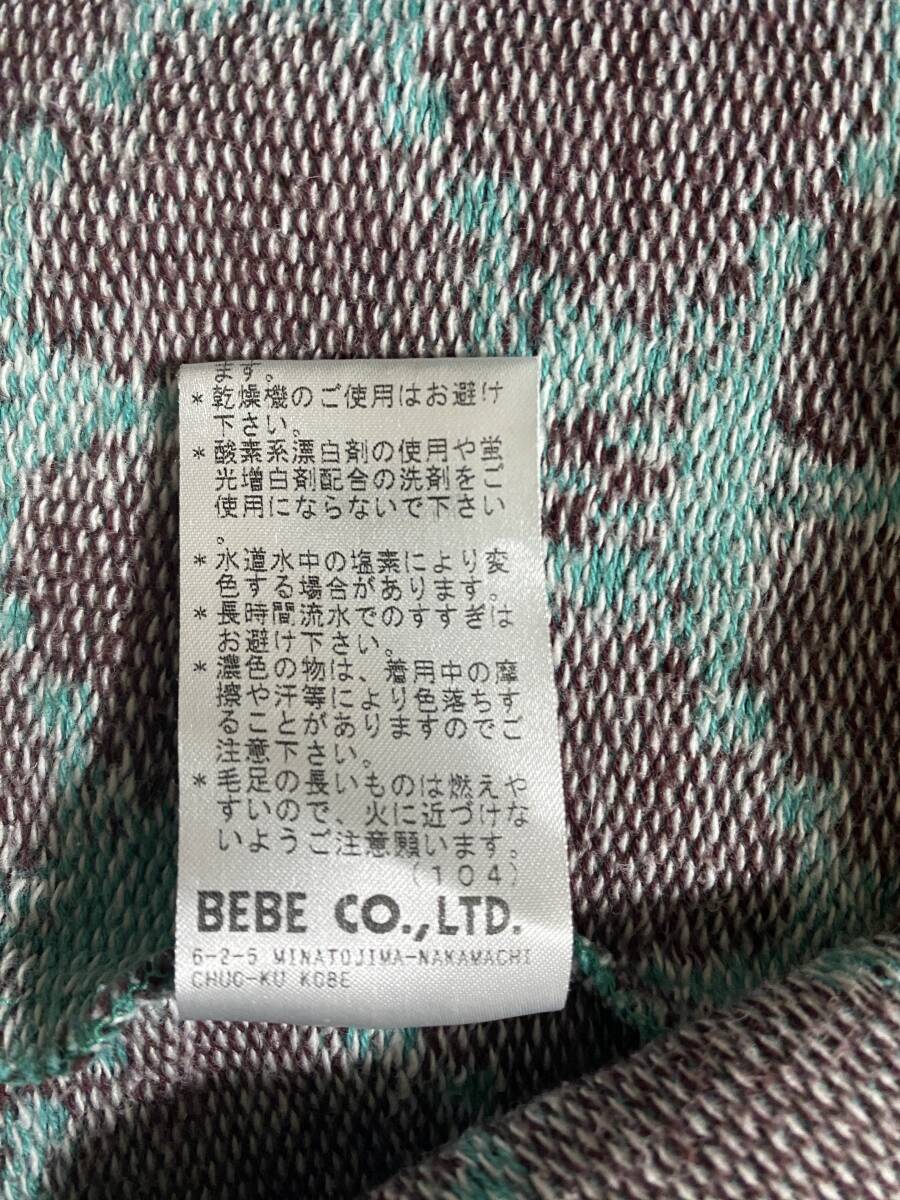 ます。
*乾燥機のご使用はお避け
下さい。
*酸素系漂白剤の使用や蛍
光増白剤配合の洗剤をご
使用にならないで下さい
。
*水道水中の塩素により変
色する場合があります。
*長時間流水でのすすぎは
お避け下さい。
*濃色の物は、着用中の摩
擦や汗等により色落ちす
ることがありますのでご
注意下さい。
*毛足の長いものは燃えや
すいので、火に近づけな
いようご注意願います。
(104)
BEBE CO.,LTD.
6-2-5 MINATOJIMA-NAKAMACHI
CHUO-KU KOBE